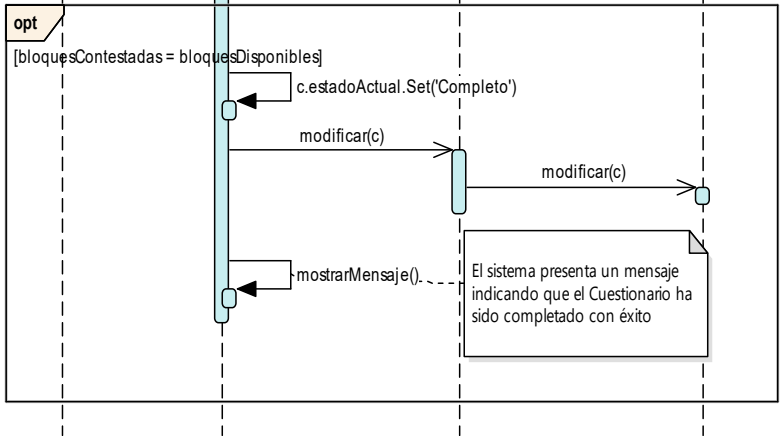 opt
[bloquesContestadas = bloquesDisponibles]
c.estadoActual.Set('Completo')
modificar(c)
modificar(c)
mostrarMensaje()
El sistema presenta un mensaje
indicando que el Cuestionario ha
sido completado con éxito